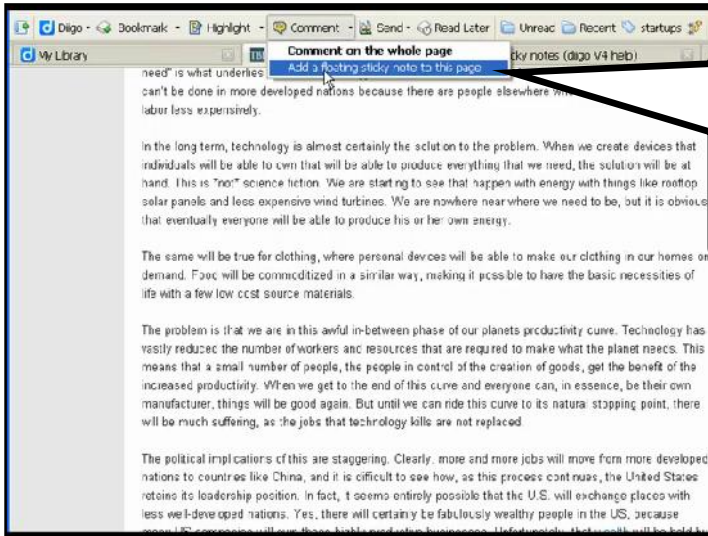 Diigo - Bookmark - Highlight - Comment - Send - Read Later Unreac Recent startups
My Library Comment on the whole page cky notes (diigo V4 help)
Add a floating sticky note to this page
need" is what underlies
can't be done in more developed nations because there are people elsewhere
labor less expensively.
In the long term, technology is almost certainly the solution to the problem. When we create devices that
individuals will be able to own that will be able to produce everything that we need, the solution will be at
hand. This is *not* science fiction. We are starting to see that happen with energy with things like rooftop
solar panels and less expensive wind turbines. We are nowhere near where we need to be, but it is obvious
that eventually everyone will be able to produce his or her own energy.
The same will be true for clothing, where personal devices will be able to make our clothing in our homes on
demand. Food will be commoditized in a similar way, making it possible to have the basic necessities of
life with a few low cost source materials.
The problem is that we are in this awful in-between phase of our planets productivity curve. Technology has
vastly reduced the number of workers and resources that are required to make what the planet needs. This
means that a small number of people, the people in control of the creation of goods, get the benefit of the
increased productivity. When we get to the end of this curve and everyone can, in essence, be their own
manufacturer, things will be good again. But until we can ride this curve to its natural stopping point, there
will be much suffering, as the jobs that technology kills are not replaced.
The political implications of this are staggering. Clearly, more and more jobs will move from more developed
nations to countries like China, and it is difficult to see how, as this process continues, the United States
retains its leadership position. In fact, it seems entirely possible that the U.S. will exchange places with
less well-developed nations. Yes, there will certainly be fabulously wealthy people in the US, because